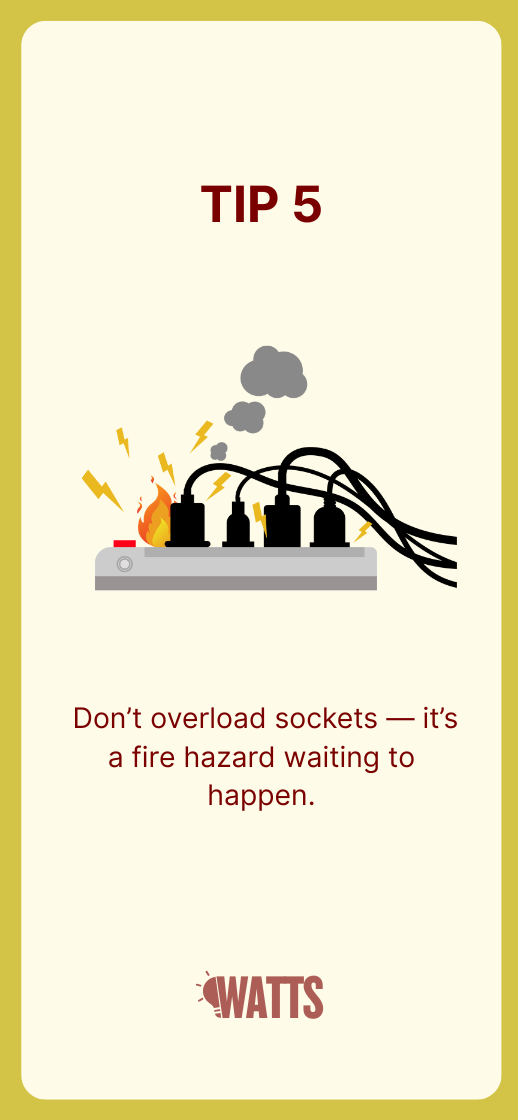 TIP 5
Don’t overload sockets — it’s
a fire hazard waiting to
happen.
WATTS